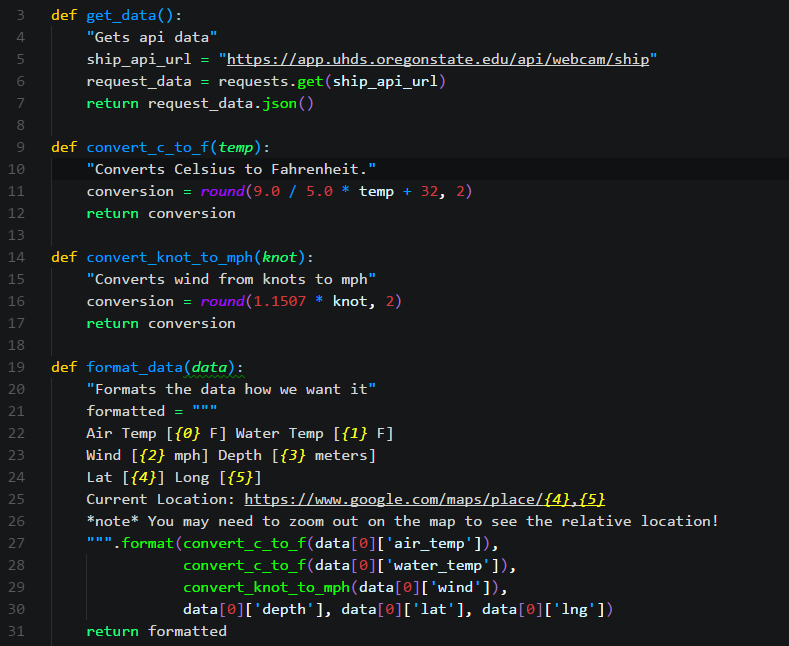 3 def get_data():
4     "Gets api data"
5     ship_api_url = "https://app.uhds.oregonstate.edu/api/webcam/ship"
6     request_data = requests.get(ship_api_url)
7     return request_data.json()
8
9 def convert_c_to_f(temp):
10     "Converts Celsius to Fahrenheit."
11     conversion = round(9.0 / 5.0 * temp + 32, 2)
12     return conversion
13
14 def convert_knot_to_mph(knot):
15     "Converts wind from knots to mph"
16     conversion = round(1.1507 * knot, 2)
17     return conversion
18
19 def format_data(data):
20     "Formats the data how we want it"
21     formatted = """
22     Air Temp [{0} F] Water Temp [{1} F]
23     Wind [{2} mph] Depth [{3} meters]
24     Lat [{4}] Long [{5}]
25     Current Location: https://www.google.com/maps/place/{4},{5}
26     *note* You may need to zoom out on the map to see the relative location!
27     """.format(convert_c_to_f(data[0]['air_temp']),
28                convert_c_to_f(data[0]['water_temp']),
29                convert_knot_to_mph(data[0]['wind']),
30                data[0]['depth'], data[0]['lat'], data[0]['lng'])
31     return formatted